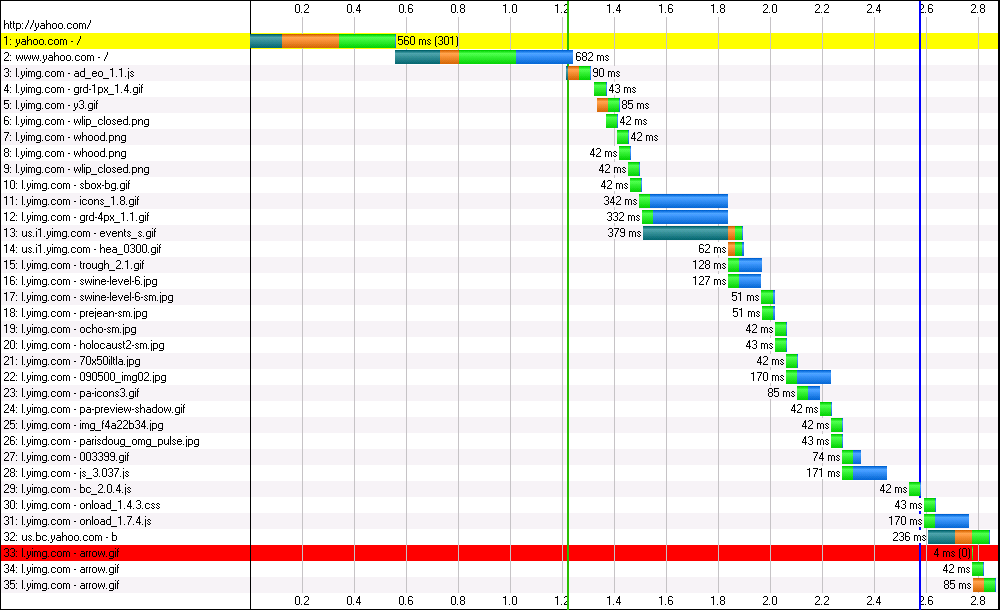 0.2 0.4 0.6 0.8 1.0 1.2 1.4 1.6 1.8 2.0 2.2 2.4 2.6 2.8
http://yahoo.com/
1: yahoo.com - / 560 ms (301)
2: www.yahoo.com - / 682 ms
3: l.yimg.com - ad_eo_1.1.js 90 ms
4: l.yimg.com - grd-1px_1.4.gif 43 ms
5: l.yimg.com - y3.gif 85 ms
6: l.yimg.com - wlip_closed.png 42 ms
7: l.yimg.com - whood.png 42 ms
8: l.yimg.com - whood.png 42 ms
9: l.yimg.com - wlip_closed.png 42 ms
10: l.yimg.com - sbox-bg.gif 42 ms
11: l.yimg.com - icons_1.8.gif 342 ms
12: l.yimg.com - grd-4px_1.1.gif 332 ms
13: us.i1.yimg.com - events_s.gif 379 ms
14: us.i1.yimg.com - hea_0300.gif 62 ms
15: l.yimg.com - trough_2.1.gif 128 ms
16: l.yimg.com - swine-level-6.jpg 127 ms
17: l.yimg.com - swine-level-6-sm.jpg 51 ms
18: l.yimg.com - prejean-sm.jpg 51 ms
19: l.yimg.com - ocho-sm.jpg 42 ms
20: l.yimg.com - holocaust2-sm.jpg 43 ms
21: l.yimg.com - 70x50iltla.jpg 42 ms
22: l.yimg.com - 090500_img02.jpg 170 ms
23: l.yimg.com - pa-icons3.gif 85 ms
24: l.yimg.com - pa-preview-shadow.gif 42 ms
25: l.yimg.com - img_f4a22b34.jpg 42 ms
26: l.yimg.com - parisdoug_omg_pulse.jpg 43 ms
27: l.yimg.com - 003399.gif 74 ms
28: l.yimg.com - js_3.037.js 171 ms
29: l.yimg.com - bc_2.0.4.js 42 ms
30: l.yimg.com - onload_1.4.3.css 43 ms
31: l.yimg.com - onload_1.7.4.js 170 ms
32: us.bc.yahoo.com - b 236 ms
33: l.yimg.com - arrow.gif 4 ms (0)
34: l.yimg.com - arrow.gif 42 ms
35: l.yimg.com - arrow.gif 85 ms
0.2 0.4 0.6 0.8 1.0 1.2 1.4 1.6 1.8 2.0 2.2 2.4 2.6 2.8